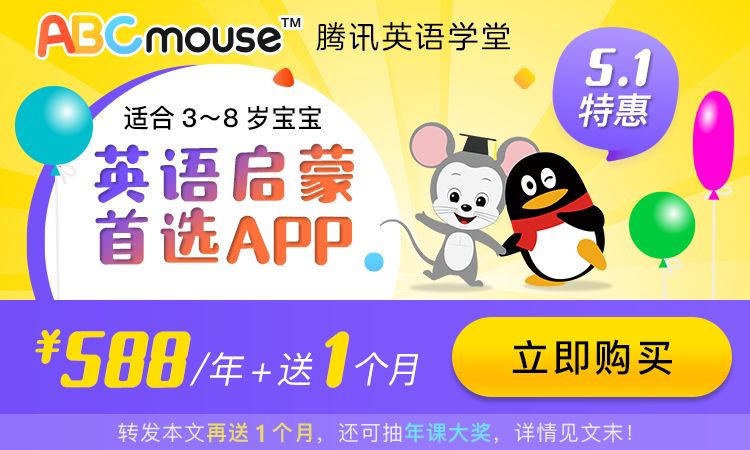 ABCmouse™ 腾讯英语学堂
5.1
特惠
适合 3～8 岁宝宝
英语启蒙
首选APP
¥588/年+送1个月
立即购买
转发本文再送1个月，还可抽年课大奖，详情见文末！